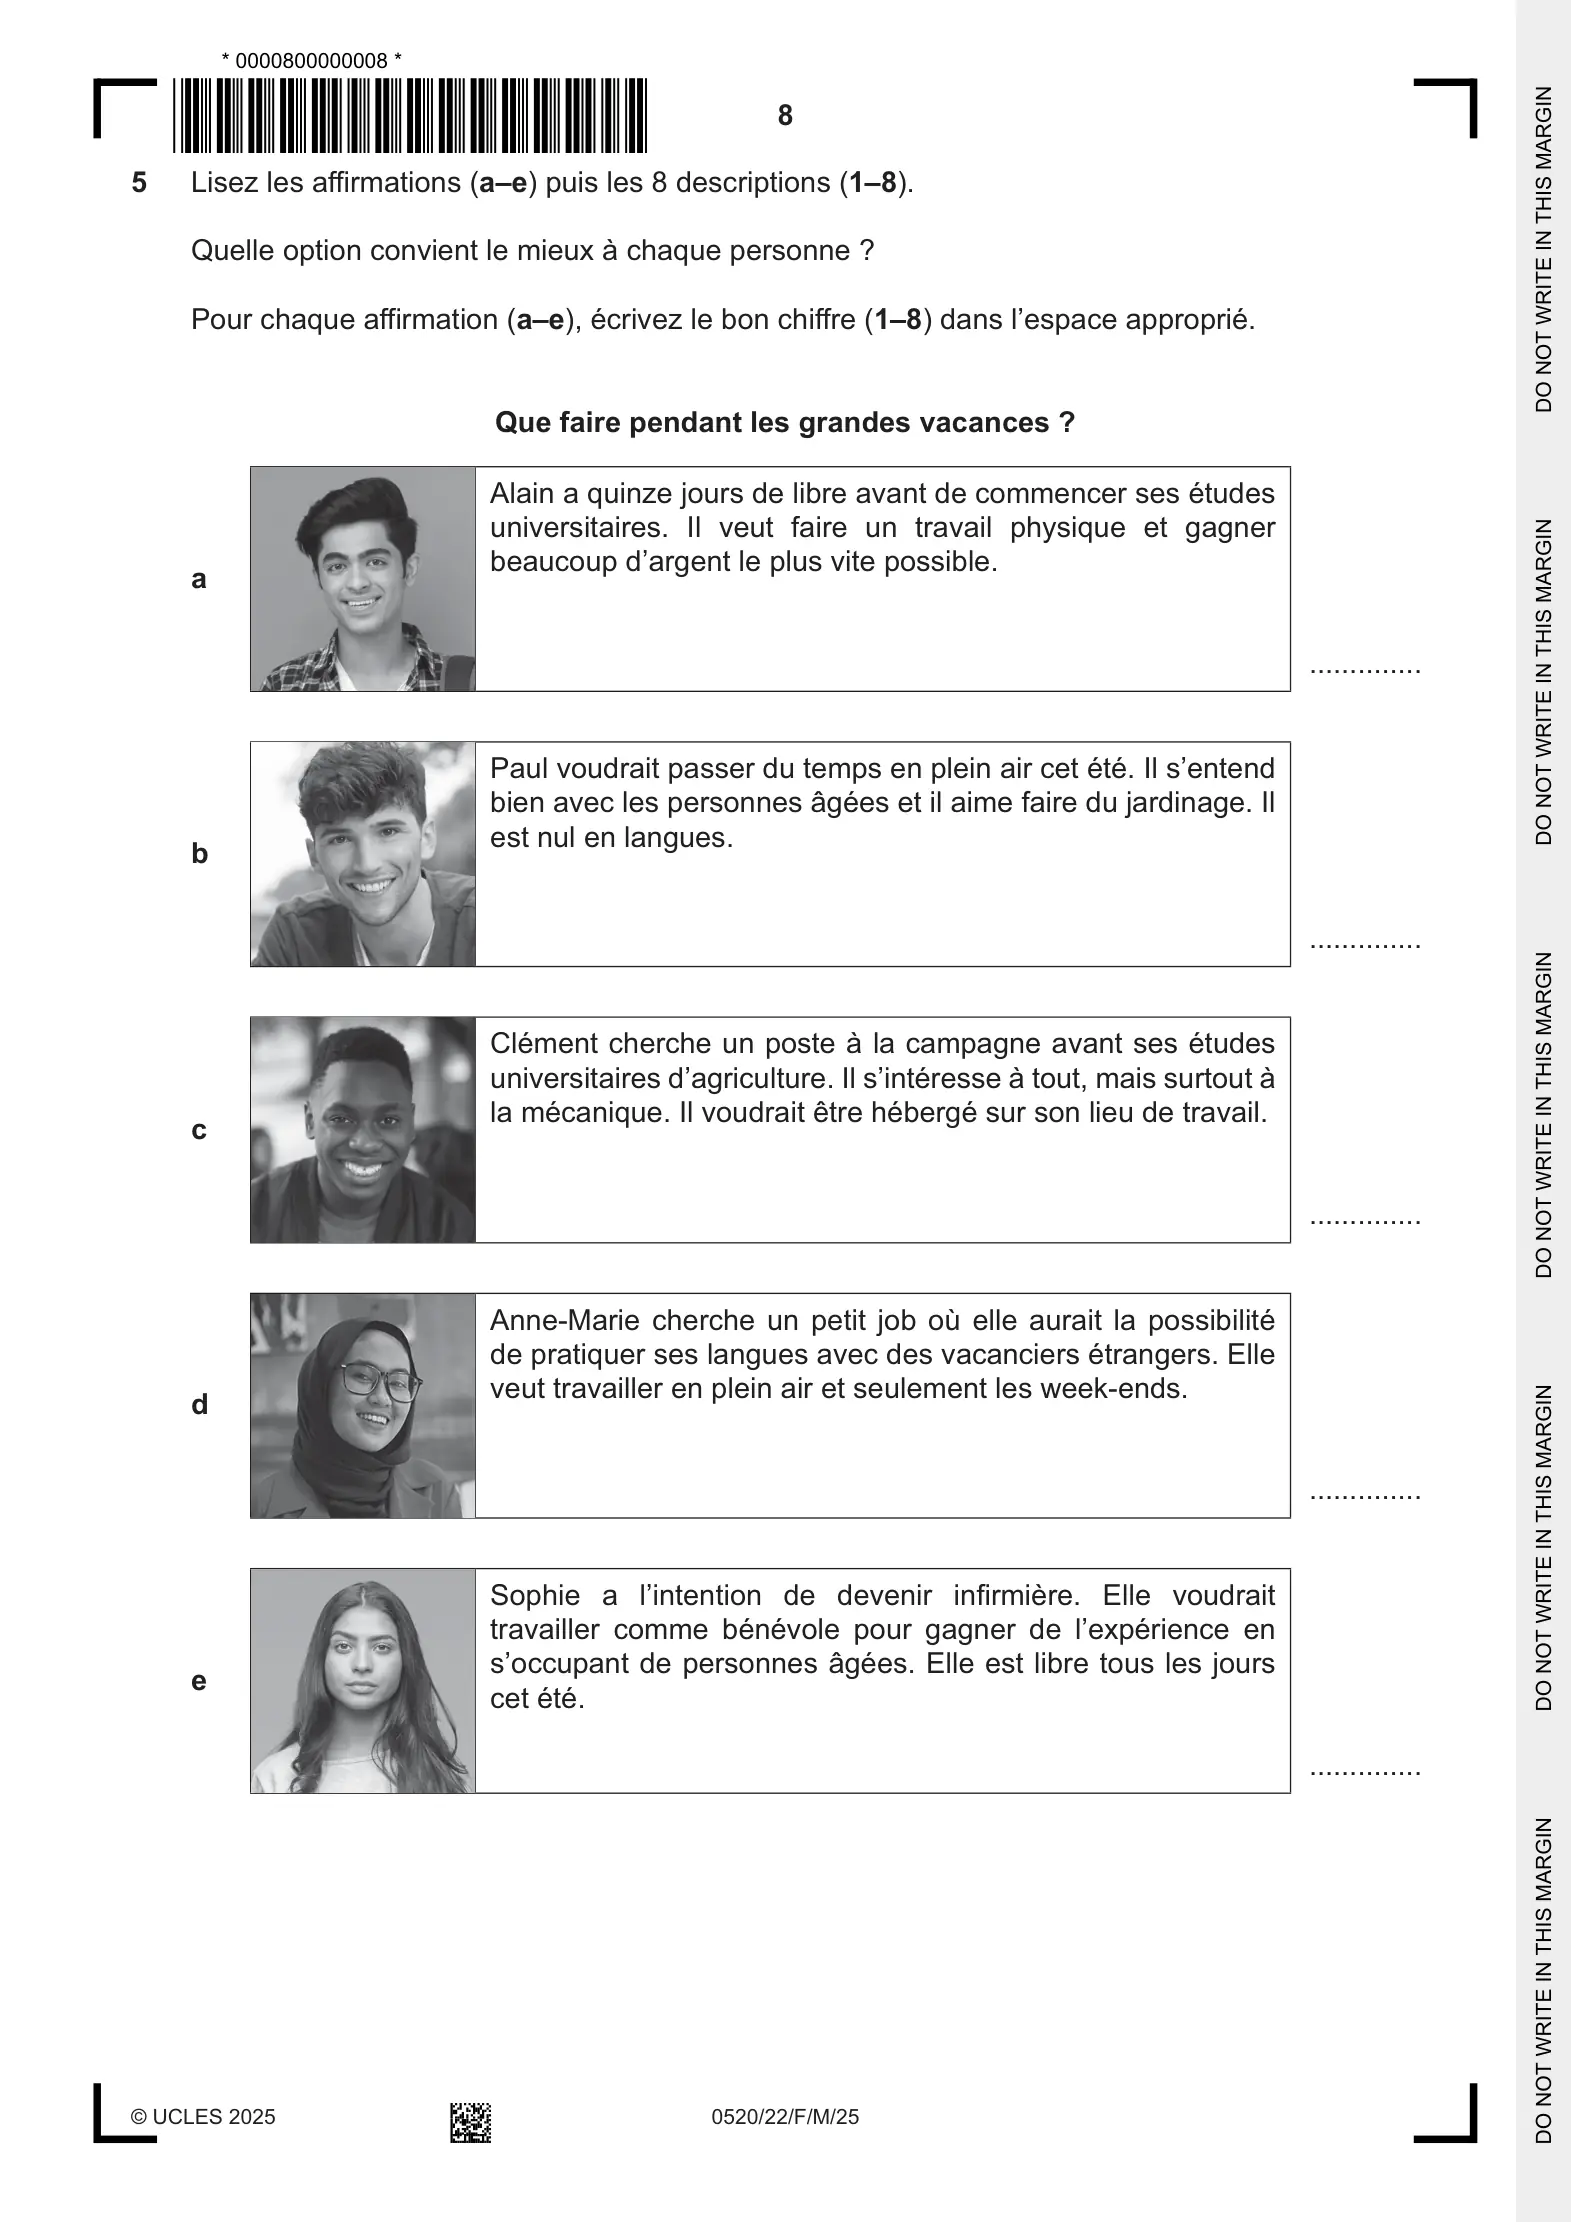 * 0000800000008 *
8
5 Lisez les affirmations (a–e) puis les 8 descriptions (1–8).
Quelle option convient le mieux à chaque personne ?
Pour chaque affirmation (a–e), écrivez le bon chiffre (1–8) dans l’espace approprié.
Que faire pendant les grandes vacances ?
a
Alain a quinze jours de libre avant de commencer ses études
universitaires. Il veut faire un travail physique et gagner
beaucoup d’argent le plus vite possible.
..............
b
Paul voudrait passer du temps en plein air cet été. Il s’entend
bien avec les personnes âgées et il aime faire du jardinage. Il
est nul en langues.
..............
c
Clément cherche un poste à la campagne avant ses études
universitaires d’agriculture. Il s’intéresse à tout, mais surtout à
la mécanique. Il voudrait être hébergé sur son lieu de travail.
..............
d
Anne-Marie cherche un petit job où elle aurait la possibilité
de pratiquer ses langues avec des vacanciers étrangers. Elle
veut travailler en plein air et seulement les week-ends.
..............
e
Sophie a l’intention de devenir infirmière. Elle voudrait
travailler comme bénévole pour gagner de l’expérience en
s’occupant de personnes âgées. Elle est libre tous les jours
cet été.
..............
© UCLES 2025
0520/22/F/M/25
DO NOT WRITE IN THIS MARGIN
DO NOT WRITE IN THIS MARGIN
DO NOT WRITE IN THIS MARGIN
DO NOT WRITE IN THIS MARGIN
DO NOT WRITE IN THIS MARGIN